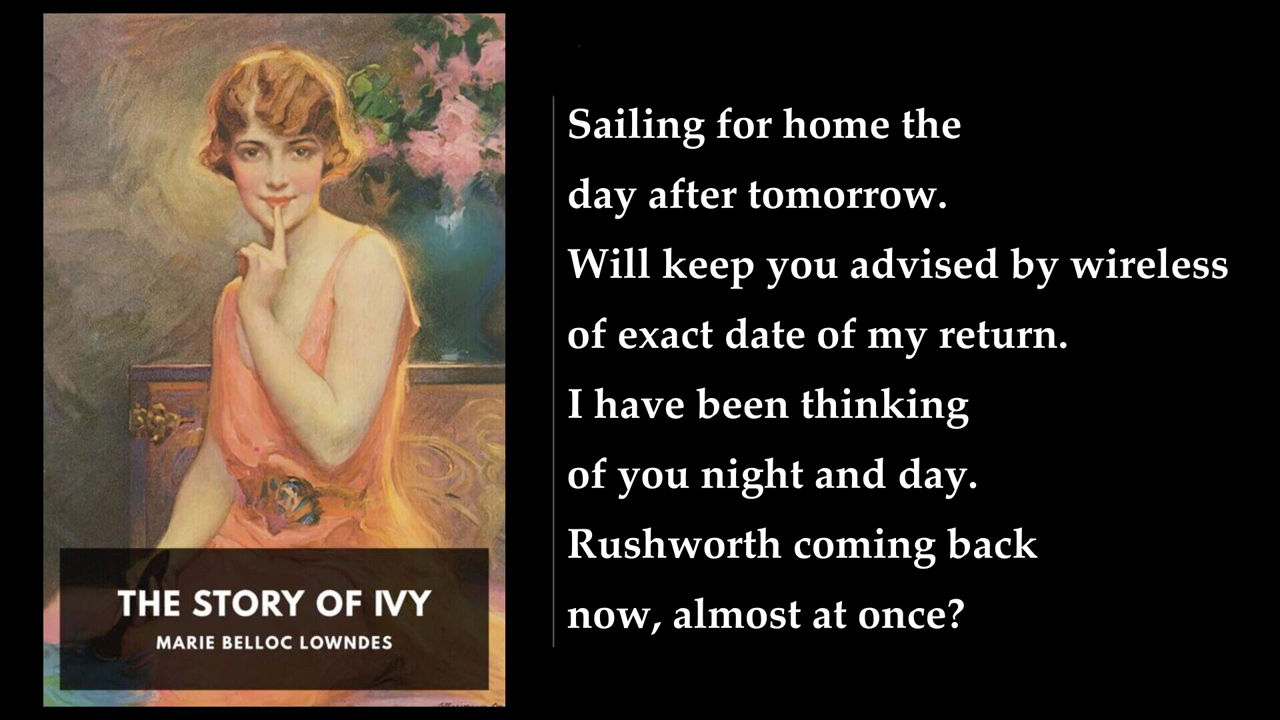 THE STORY OF IVY
MARIE BELLOC LOWNDES
Sailing for home the
day after tomorrow.
Will keep you advised by wireless
of exact date of my return.
I have been thinking
of you night and day.
Rushworth coming back
now, almost at once?